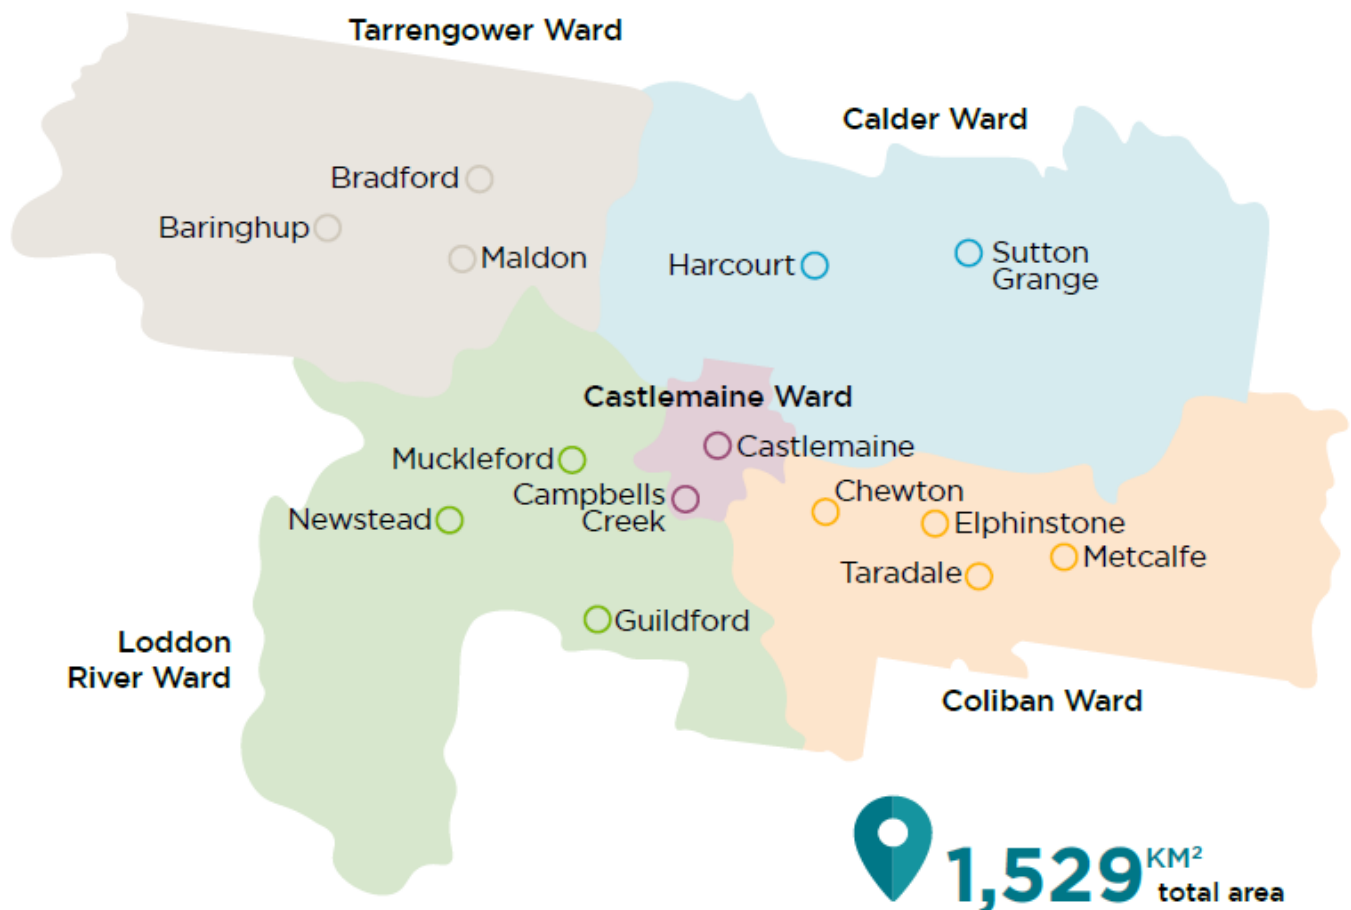 Tarrengower Ward
Calder Ward
Bradford
Baringhup
Maldon
Harcourt
Sutton
Grange
Castlemaine Ward
Castlemaine
Muckleford
Campbells
Creek
Chewton
Newstead
Elphinstone
Metcalfe
Taradale
Guildford
Loddon
River Ward
Coliban Ward
1,529 KM²
total area